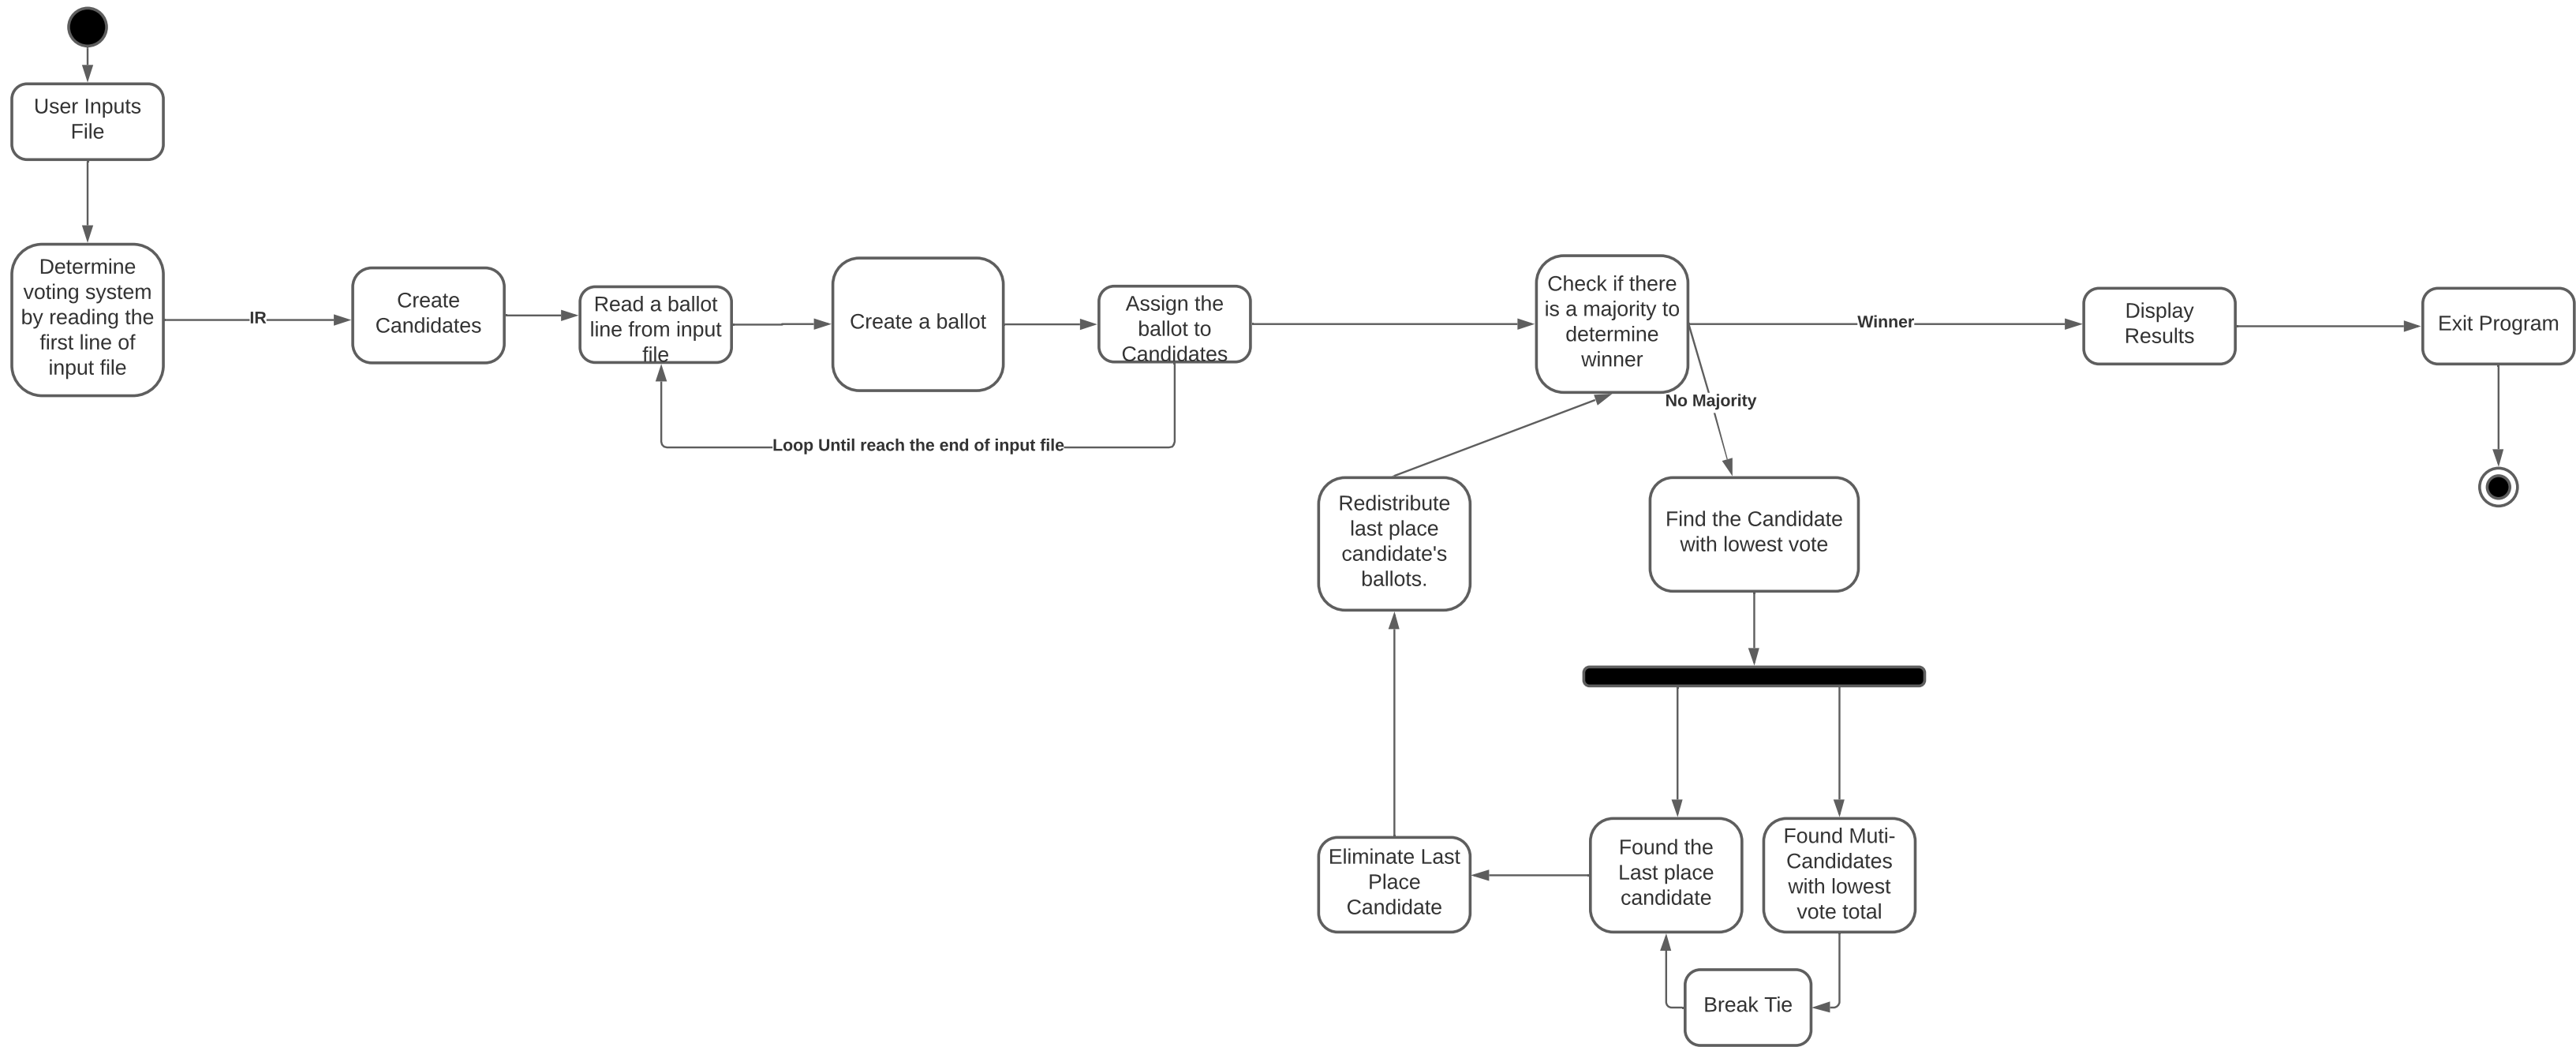 User Inputs
File
Determine
voting system
by reading the
first line of
input file
IR
Create
Candidates
Read a ballot
line from input
file
Create a ballot
Assign the
ballot to
Candidates
Loop Until reach the end of input file
Check if there
is a majority to
determine
winner
Winner
Display
Results
Exit Program
No Majority
Redistribute
last place
candidate's
ballots.
Find the Candidate
with lowest vote
Eliminate Last
Place
Candidate
Found the
Last place
candidate
Found Muti-
Candidates
with lowest
vote total
Break Tie